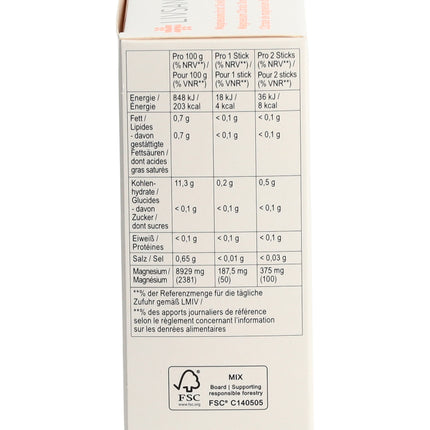 LIVSAN
Pro 100 g
(% NRV**) /
Pour 100 g
(% VNR**)
Pro 1 Stick
(% NRV**) /
Pour 1 stick
(% VNR**)
Pro 2 Sticks
(% NRV**) /
Pour 2 sticks
(% VNR**)
Energie /
Énergie
848 kJ /
203 kcal
18 kJ /
4 kcal
36 kJ /
8 kcal
Fett /
Lipides
0,7 g
< 0,1 g
< 0,1 g
- davon
gestättigte
Fettsäuren /
dont acides
gras saturés
0,7 g
< 0,1 g
< 0,1 g
Kohlen-
hydrate /
Glucides
11,3 g
0,2 g
0,5 g
- davon
Zucker /
dont sucres
< 0,1 g
< 0,1 g
< 0,1 g
Eiweiß /
Protéines
< 0,1 g
< 0,1 g
< 0,1 g
Salz / Sel
0,65 g
< 0,01 g
< 0,03 g
Magnesium /
Magnésium
8929 mg
(2381)
187,5 mg
(50)
375 mg
(100)
**% der Referenzmenge für die tägliche
Zufuhr gemäß LMIV /
**% des apports journaliers de référence
selon le règlement concernant l'information
sur les denrées alimentaires
FSC
www.fsc.org
MIX
Board | Supporting
responsible forestry
FSC® C140505